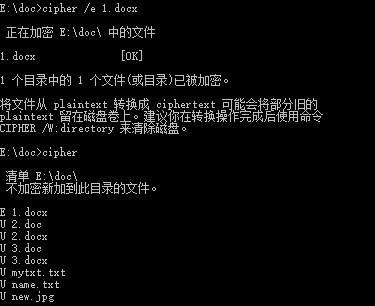 E:\doc>cipher /e 1.docx
正在加密 E:\doc\ 中的文件
1.docx [OK]
1 个目录中的 1 个文件(或目录)已被加密。
将文件从 plaintext 转换成 ciphertext 可能会将部分旧的
plaintext 留在磁盘卷上。建议你在转换操作完成后使用命令
CIPHER /W:directory 来清除磁盘。
E:\doc>cipher
清单 E:\doc\
不加密新加到此目录的文件。
E 1.docx
U 2.doc
U 2.docx
U 3.doc
U 3.docx
U mytxt.txt
U name.txt
U new.jpg